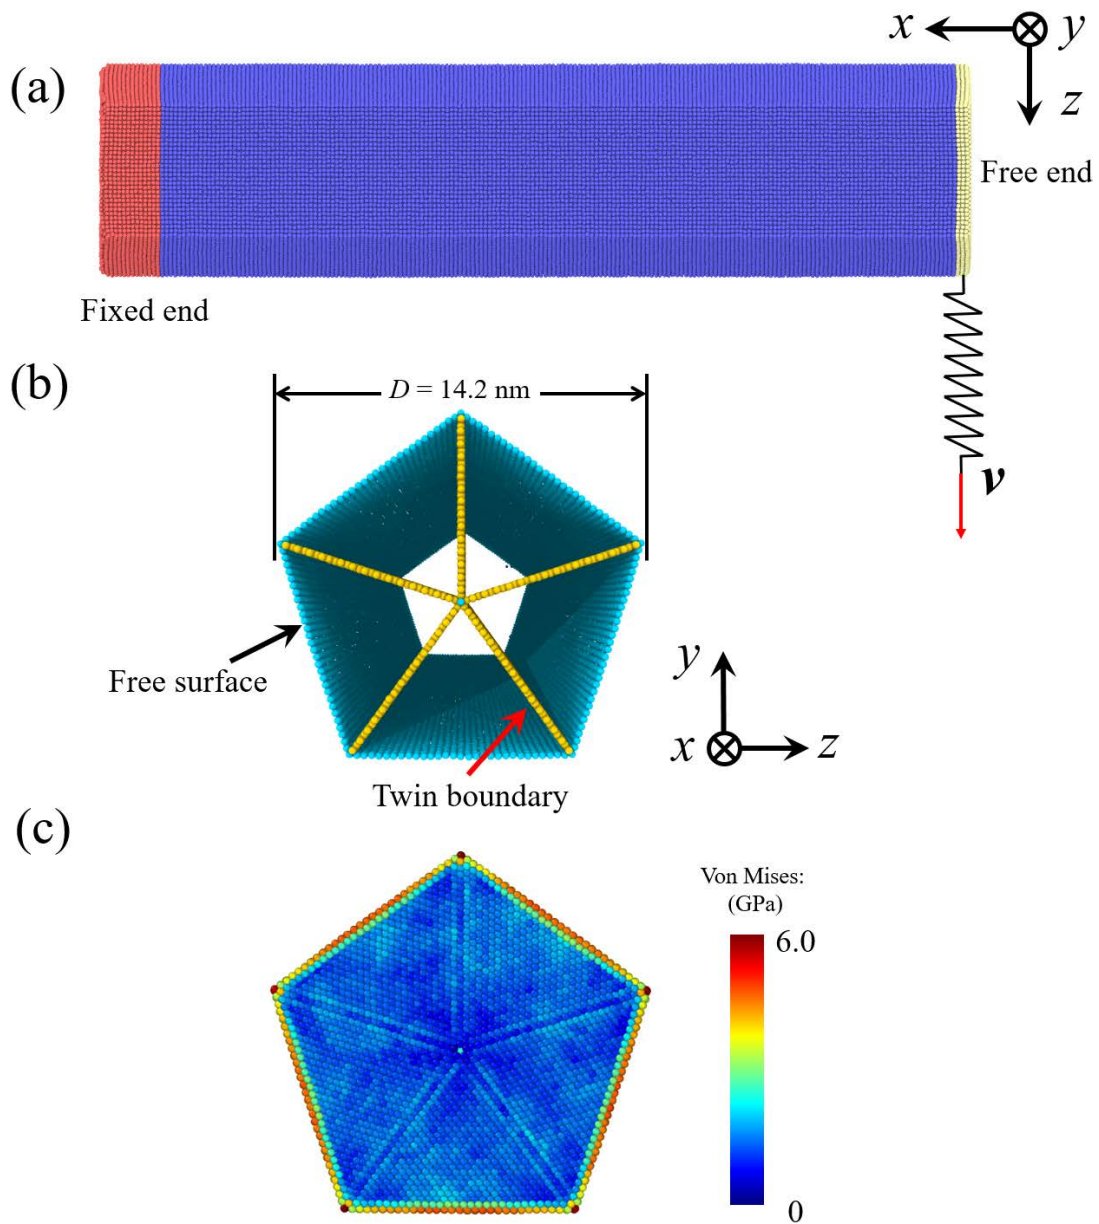 x
y
z
(a)
Free end
Fixed end
(b)
D = 14.2 nm
v
Free surface
y
x
z
Twin boundary
(c)
Von Mises:
(GPa)
6.0
0